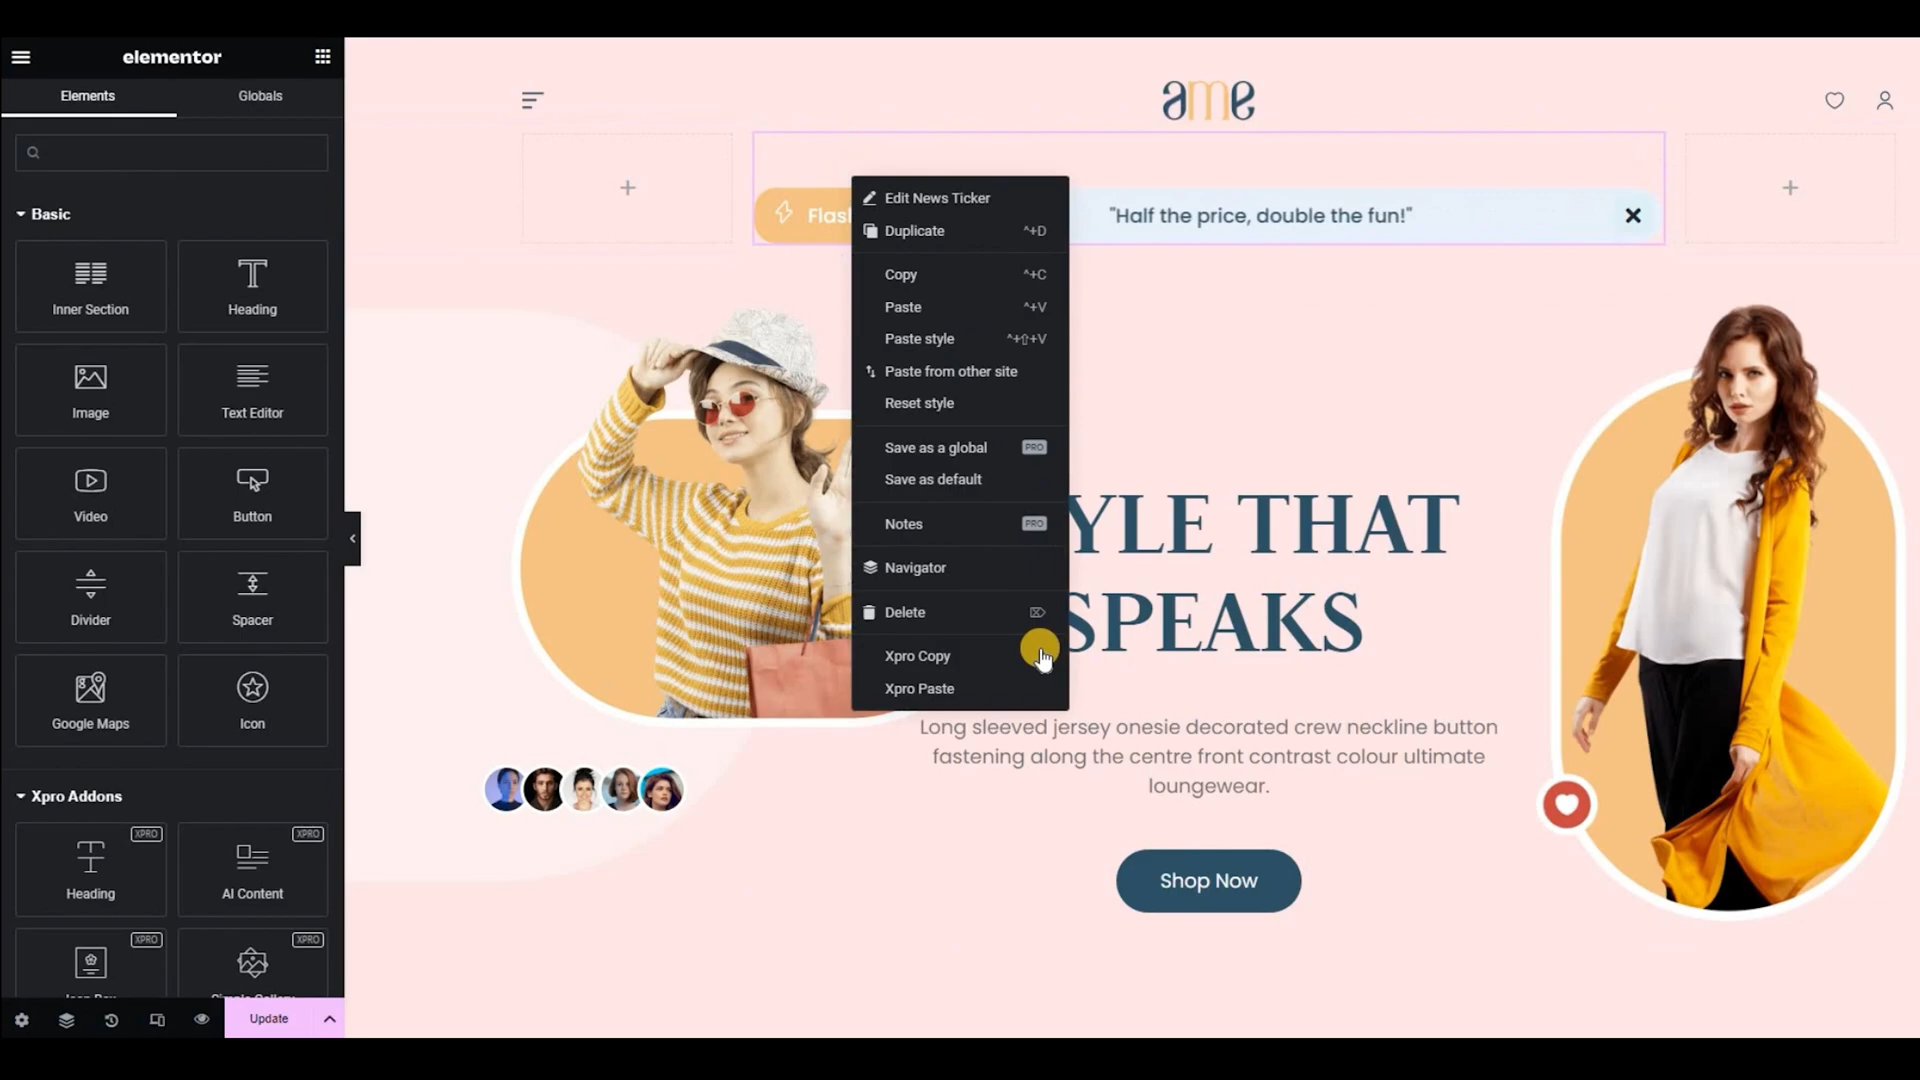 elementor
Elements
Globals
Basic
Inner Section
Heading
Image
Text Editor
Video
Button
Divider
Spacer
Google Maps
Icon
Xpro Addons
XPRO
XPRO
Heading
AI Content
XPRO
XPRO
Update
ame
Flas
"Half the price, double the fun!"
Edit News Ticker
Duplicate ^+D
Copy ^+C
Paste ^+V
Paste style ^+⇧+V
Paste from other site
Reset style
Save as a global PRO
Save as default
Notes PRO
Navigator
Delete ⌦
Xpro Copy
Xpro Paste
YLE THAT
SPEAKS
Long sleeved jersey onesie decorated crew neckline button
fastening along the centre front contrast colour ultimate
loungewear.
Shop Now